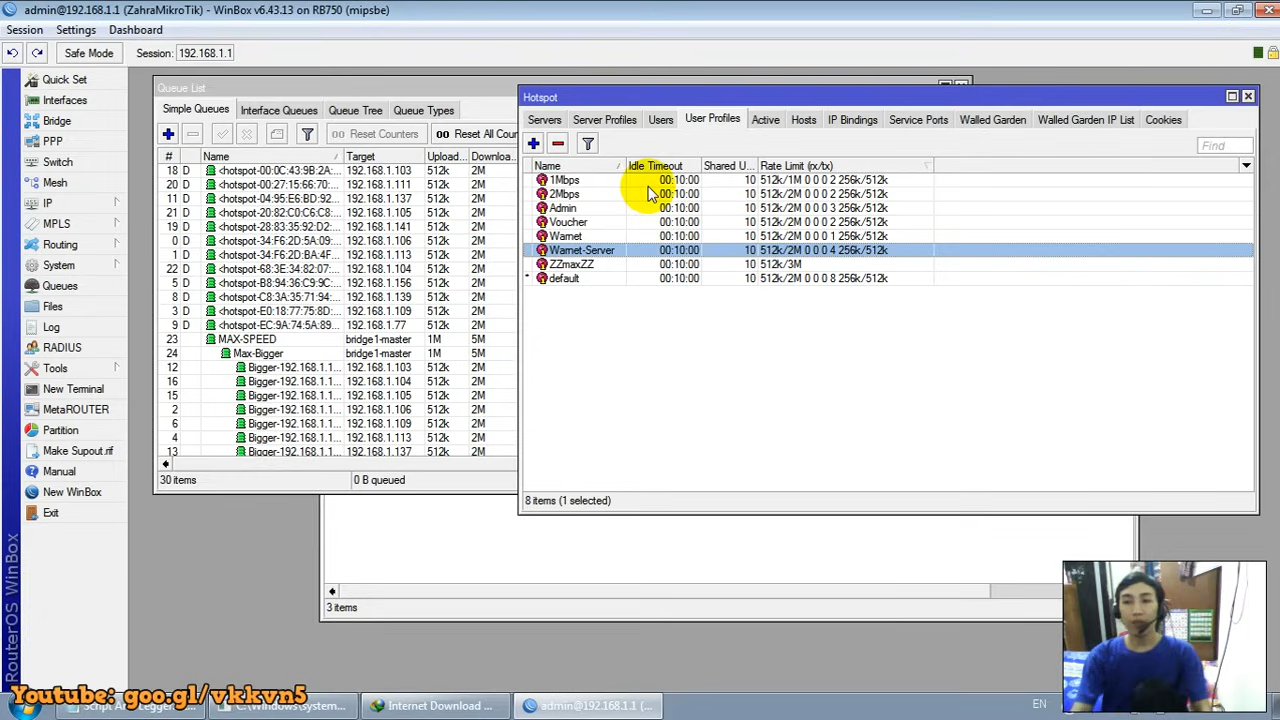 admin@192.168.1.1 (ZahraMikroTik) - WinBox v6.43.13 on RB750 (mipsbe)
Session Settings Dashboard
Safe Mode Session: 192.168.1.1
Quick Set
Interfaces
Bridge
PPP
Switch
Mesh
IP
MPLS
Routing
System
Queues
Files
Log
RADIUS
Tools
New Terminal
MetaROUTER
Partition
Make Supout.rif
Manual
New WinBox
Exit
RouterOS WinBox
Queue List
Simple Queues Interface Queues Queue Tree Queue Types
Reset Counters 00 Reset All Coun
# Name Target Upload... Downloa...
18 D <hotspot-00:0C:43:9B:2A:... 192.168.1.103 512k 2M
20 D <hotspot-00:27:15:66:70:... 192.168.1.111 512k 2M
11 D <hotspot-04:95:E6:BD:97... 192.168.1.112 512k 2M
21 D <hotspot-20:82:C0:C6:C6:... 192.168.1.105 512k 2M
19 D <hotspot-28:83:35:92:D2:... 192.168.1.141 512k 2M
0 D <hotspot-34:F6:2D:5A:09:... 192.168.1.106 512k 2M
1 D <hotspot-34:F6:2D:BA:4F:... 192.168.1.113 512k 2M
22 D <hotspot-68:3E:34:82:07:... 192.168.1.110 512k 2M
5 D <hotspot-B8:94:36:96:C9:... 192.168.1.136 512k 2M
8 D <hotspot-C8:3A:35:71:94:... 192.168.1.109 512k 2M
3 D <hotspot-E0:18:77:75:8D:... 192.168.1.139 512k 2M
9 D <hotspot-EC:9A:74:5A:89... 192.168.1.77 512k 2M
23 MAX-SPEED bridge1-master 1M 5M
24 Max-Bigger bridge1-master 1M 5M
12 Bigger-192.168.1.1... 192.168.1.103 512k 2M
16 Bigger-192.168.1.1... 192.168.1.104 512k 2M
15 Bigger-192.168.1.1... 192.168.1.105 512k 2M
2 Bigger-192.168.1.1... 192.168.1.106 512k 2M
6 Bigger-192.168.1.1... 192.168.1.109 512k 2M
4 Bigger-192.168.1.1... 192.168.1.113 512k 2M
13 Bigger-192.168.1.1... 192.168.1.137 512k 2M
30 items 0 B queued
3 items
Hotspot
Servers Server Profiles Users User Profiles Active Hosts IP Bindings Service Ports Walled Garden Walled Garden IP List Cookies
Find
Name Idle Timeout Shared U... Rate Limit (rx/tx)
1Mbps 00:10:00 10 512k/1M 0 0 0 2 256k/512k
2Mbps 00:10:00 10 512k/2M 0 0 0 2 256k/512k
Admin 00:10:00 10 512k/2M 0 0 0 3 256k/512k
Voucher 00:10:00 10 512k/2M 0 0 0 2 256k/512k
Warnet 00:10:00 10 512k/2M 0 0 0 1 256k/512k
Warnet-Server 00:10:00 10 512k/2M 0 0 0 4 256k/512k
ZZmaxZZ 00:10:00 10 512k/3M
* default 00:10:00 10 512k/2M 0 0 0 8 256k/512k
8 items (1 selected)
Youtube: goo.gl/vkkvn5
C:\Windows\system... Internet Download ... admin@192.168.1.1 (... EN